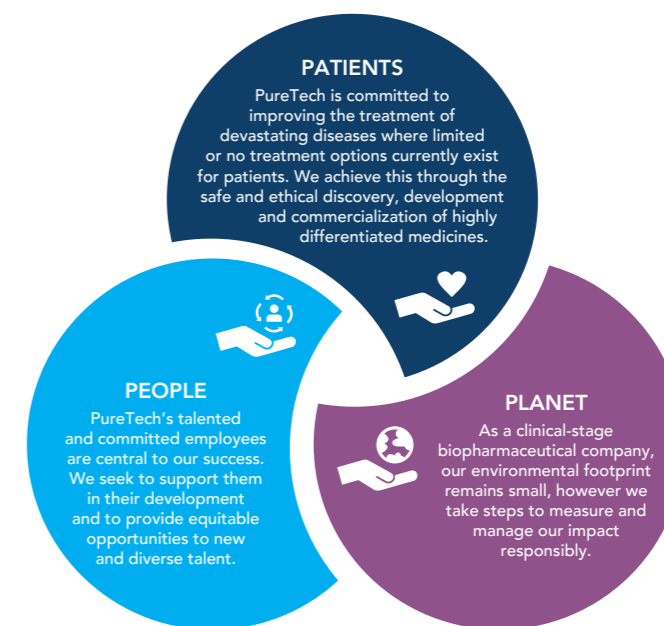 PATIENTS
PureTech is committed to
improving the treatment of
devastating diseases where limited
or no treatment options currently exist
for patients. We achieve this through the
safe and ethical discovery, development
and commercialization of highly
differentiated medicines.
PEOPLE
PureTech’s talented
and committed employees
are central to our success.
We seek to support them
in their development
and to provide equitable
opportunities to new
and diverse talent.
PLANET
As a clinical-stage
biopharmaceutical company,
our environmental footprint
remains small, however we
take steps to measure and
manage our impact
responsibly.